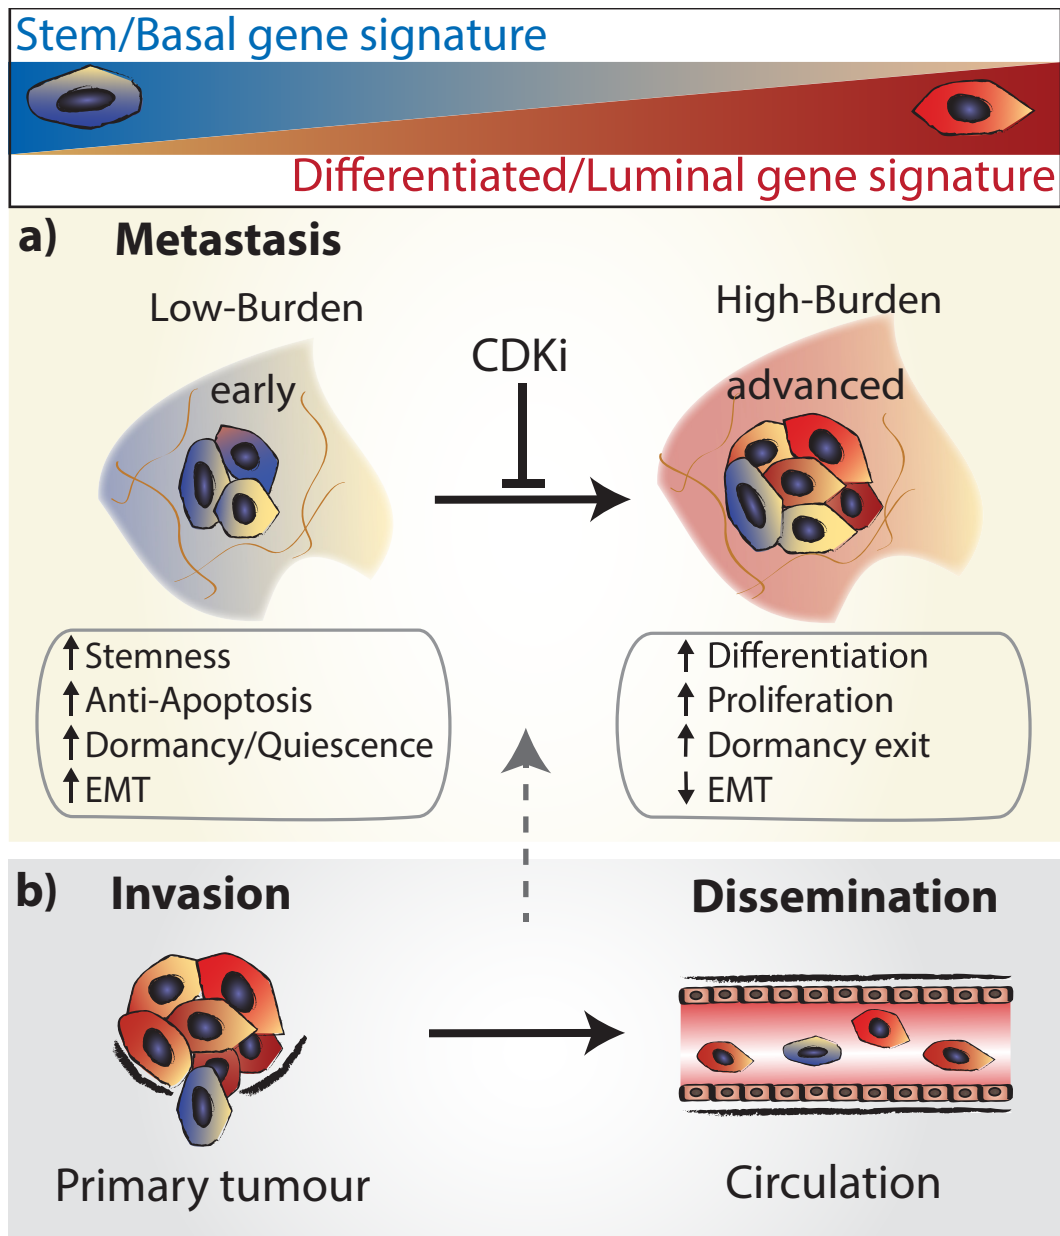 Stem/Basal gene signature
Differentiated/Luminal gene signature
a) Metastasis
Low-Burden
High-Burden
CDKi
early
advanced
↑ Stemness
↑ Anti-Apoptosis
↑ Dormancy/Quiescence
↑ EMT
↑ Differentiation
↑ Proliferation
↑ Dormancy exit
↓ EMT
b) Invasion
Dissemination
Primary tumour
Circulation